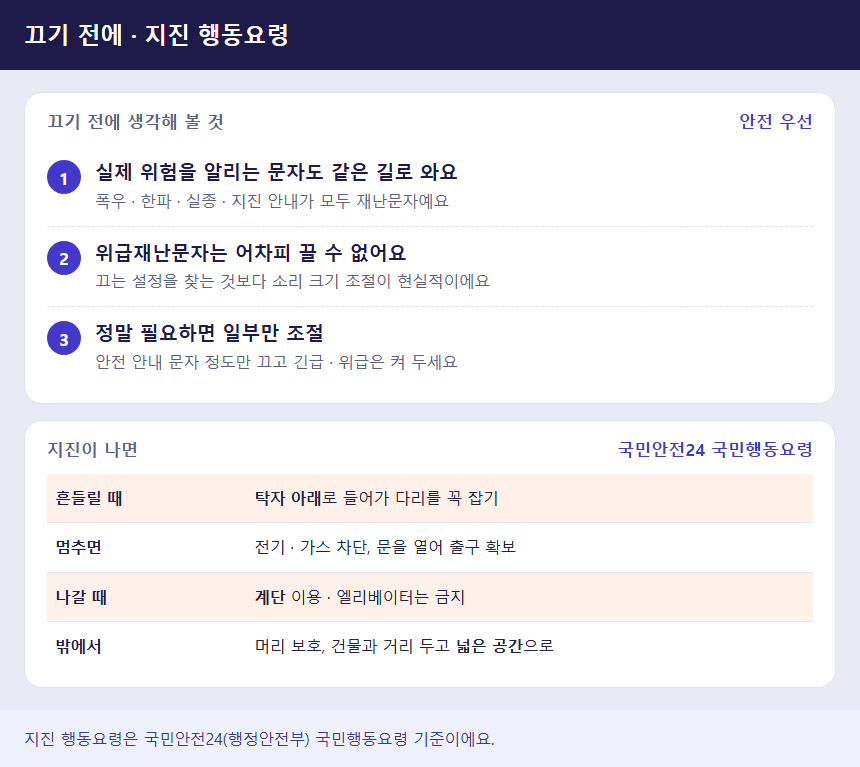 끄기 전에 · 지진 행동요령
끄기 전에 생각해 볼 것
안전 우선
1
실제 위험을 알리는 문자도 같은 길로 와요
폭우 · 한파 · 실종 · 지진 안내가 모두 재난문자예요
2
위급재난문자는 어차피 끌 수 없어요
끄는 설정을 찾는 것보다 소리 크기 조절이 현실적이에요
3
정말 필요하면 일부만 조절
안전 안내 문자 정도만 끄고 긴급 · 위급은 켜 두세요
지진이 나면
국민안전24 국민행동요령
흔들릴 때
탁자 아래로 들어가 다리를 꼭 잡기
멈추면
전기 · 가스 차단, 문을 열어 출구 확보
나갈 때
계단 이용 · 엘리베이터는 금지
밖에서
머리 보호, 건물과 거리 두고 넓은 공간으로
지진 행동요령은 국민안전24(행정안전부) 국민행동요령 기준이에요.